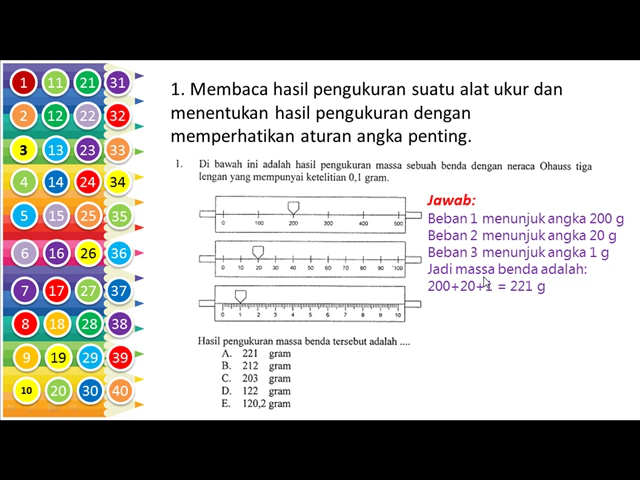 1 11 21 31
2 12 22 32
3 13 23 33
4 14 24 34
5 15 25 35
6 16 26 36
7 17 27 37
8 18 28 38
9 19 29 39
10 20 30 40
1. Membaca hasil pengukuran suatu alat ukur dan
menentukan hasil pengukuran dengan
memperhatikan aturan angka penting.
1. Di bawah ini adalah hasil pengukuran massa sebuah benda dengan neraca Ohauss tiga
lengan yang mempunyai ketelitian 0,1 gram.
0 100 200 300 400 500
0 10 20 30 40 50 60 70 80 90 100
0 1 2 3 4 5 6 7 8 9 10
Jawab:
Beban 1 menunjuk angka 200 g
Beban 2 menunjuk angka 20 g
Beban 3 menunjuk angka 1 g
Jadi massa benda adalah:
200+20+1 = 221 g
Hasil pengukuran massa benda tersebut adalah ....
A. 221 gram
B. 212 gram
C. 203 gram
D. 122 gram
E. 120,2 gram